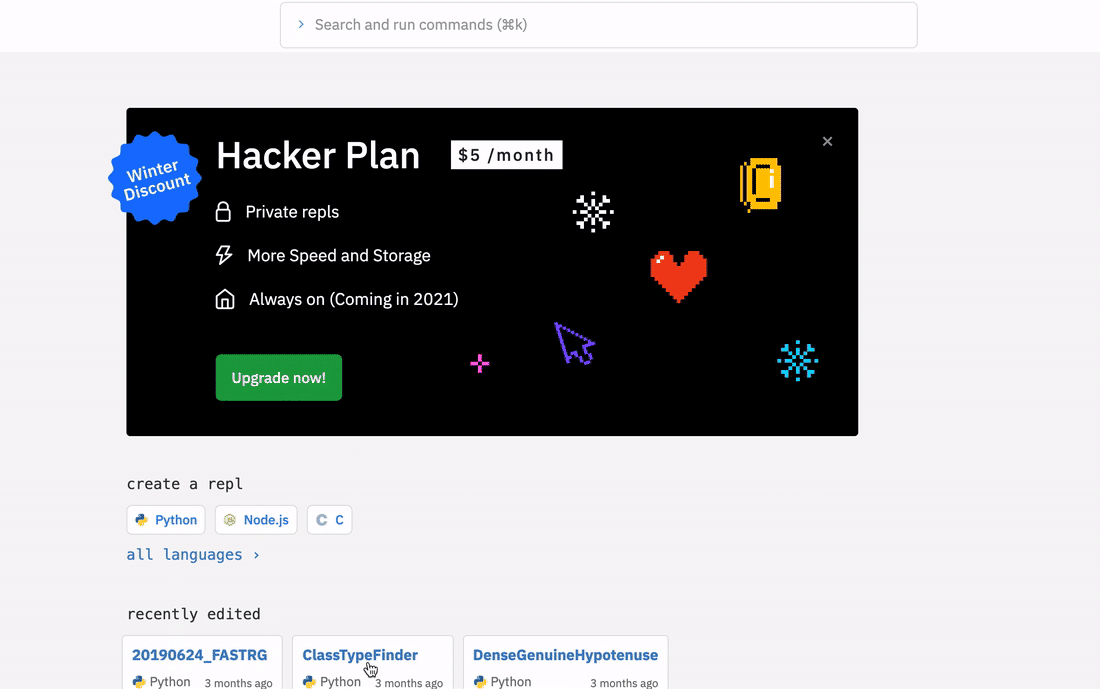 Search and run commands (⌘k)
Winter
Discount
Hacker Plan $5 /month
Private repls
More Speed and Storage
Always on (Coming in 2021)
Upgrade now!
create a repl
Python Node.js C C
all languages ›
recently edited
20190624_FASTRG ClassTypeFinder DenseGenuineHypotenuse
Python 3 months ago Python 3 months ago Python 3 months ago